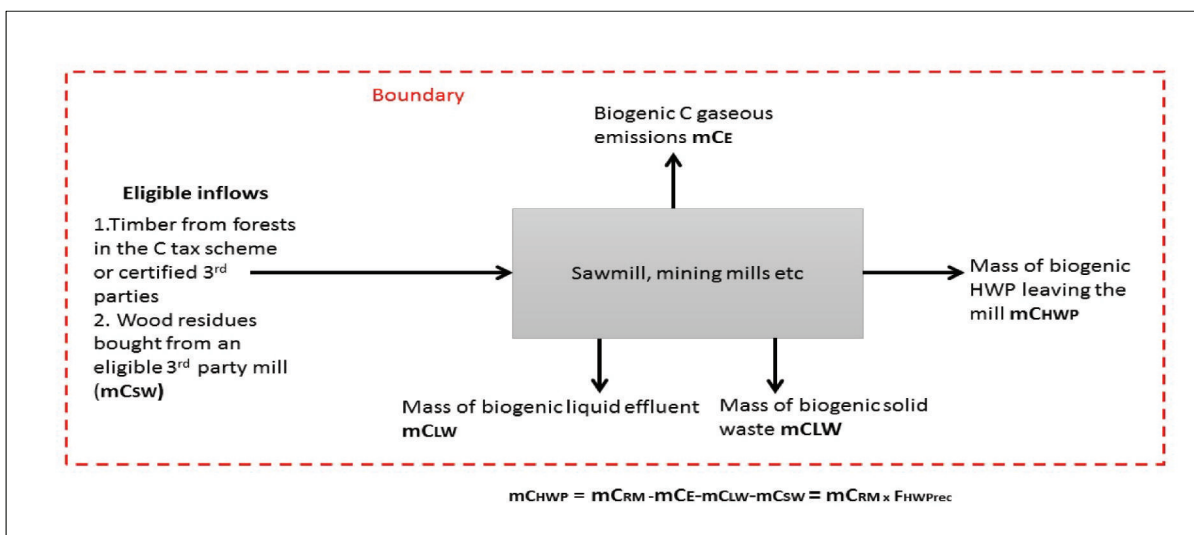 Boundary
Biogenic C gaseous
emissions mCE
Eligible inflows
1.Timber from forests
in the C tax scheme
or certified 3rd
parties
2. Wood residues
bought from an
eligible 3rd party mill
(mCsw)
Sawmill, mining mills etc
Mass of biogenic
HWP leaving the
mill mCHWP
Mass of biogenic liquid effluent
mCLW
Mass of biogenic solid
waste mCLW
mCHWP = mCRM -mCE-mCLW-mCsw = mCRM x FHWPrec